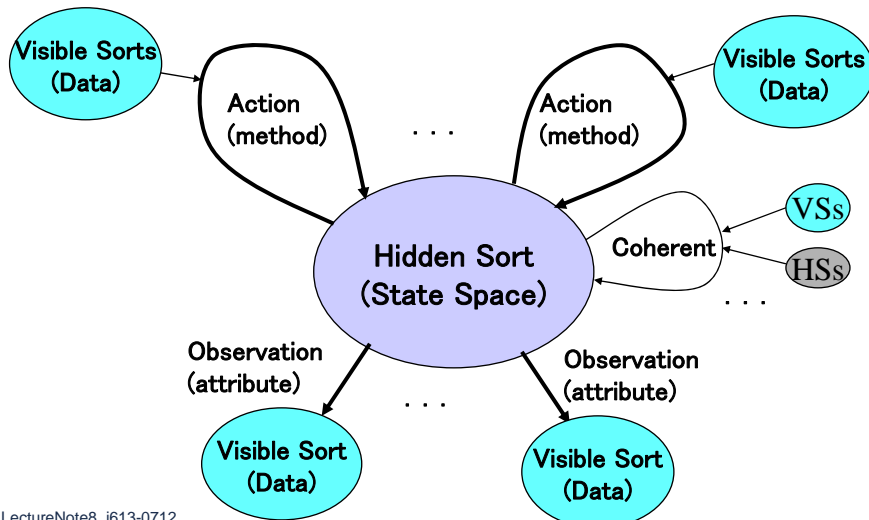 Visible Sorts
(Data)
Action
(method)
. . .
Action
(method)
Visible Sorts
(Data)
VSs
Coherent
HSs
. . .
Hidden Sort
(State Space)
Observation
(attribute)
. . .
Observation
(attribute)
Visible Sort
(Data)
Visible Sort
(Data)
LectureNote8, i613-0712